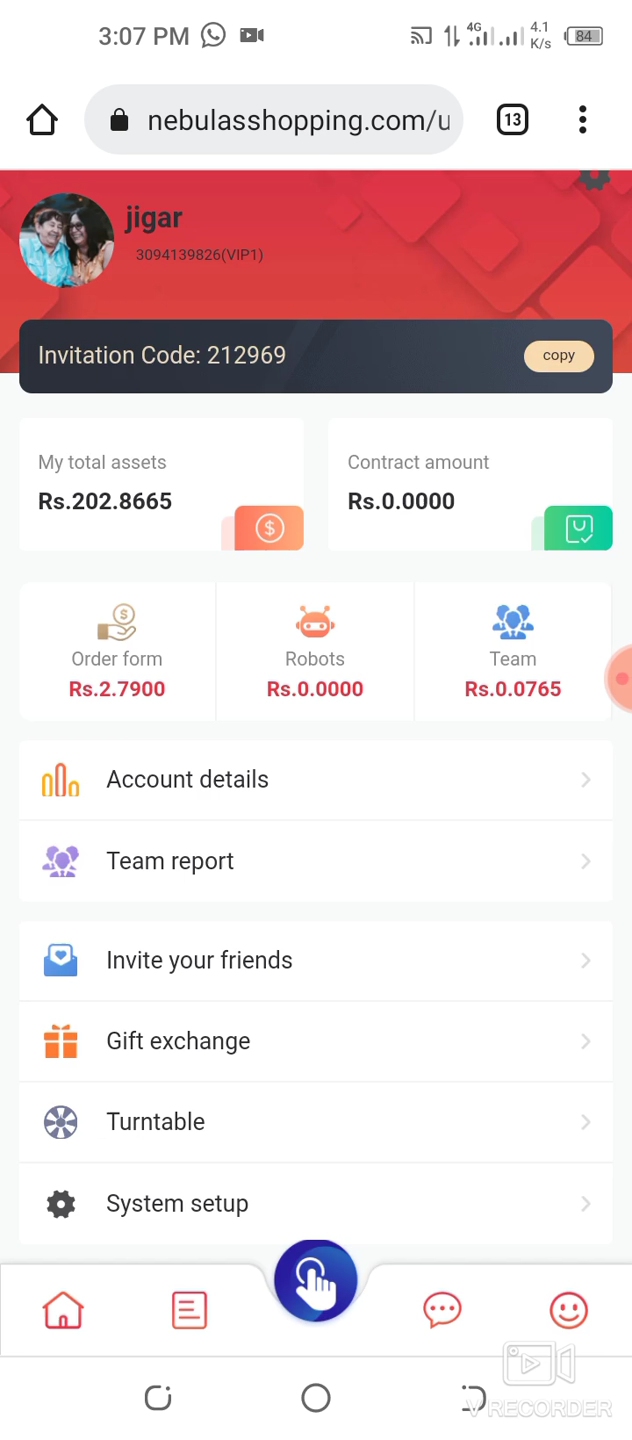 3:07 PM
4G
4.1
K/s
84
nebulasshopping.com/u
13
jigar
3094139826(VIP1)
Invitation Code: 212969
copy
My total assets
Contract amount
Rs.202.8665
Rs.0.0000
Order form
Robots
Team
Rs.2.7900
Rs.0.0000
Rs.0.0765
Account details
Team report
Invite your friends
Gift exchange
Turntable
System setup
V RECORDER